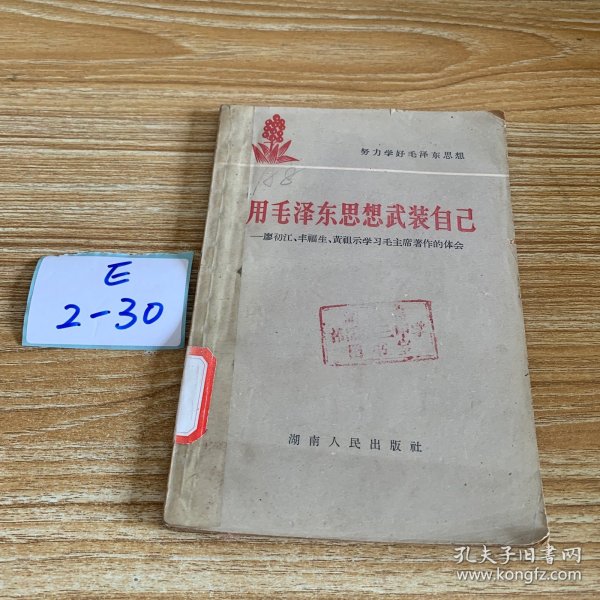 努力学好毛泽东思想
188
用毛泽东思想武装自己
——廖初江、丰福生、黄祖示学习毛主席著作的体会
湖南人民出版社
E
2-30
孔夫子旧书网
www.kongfz.com